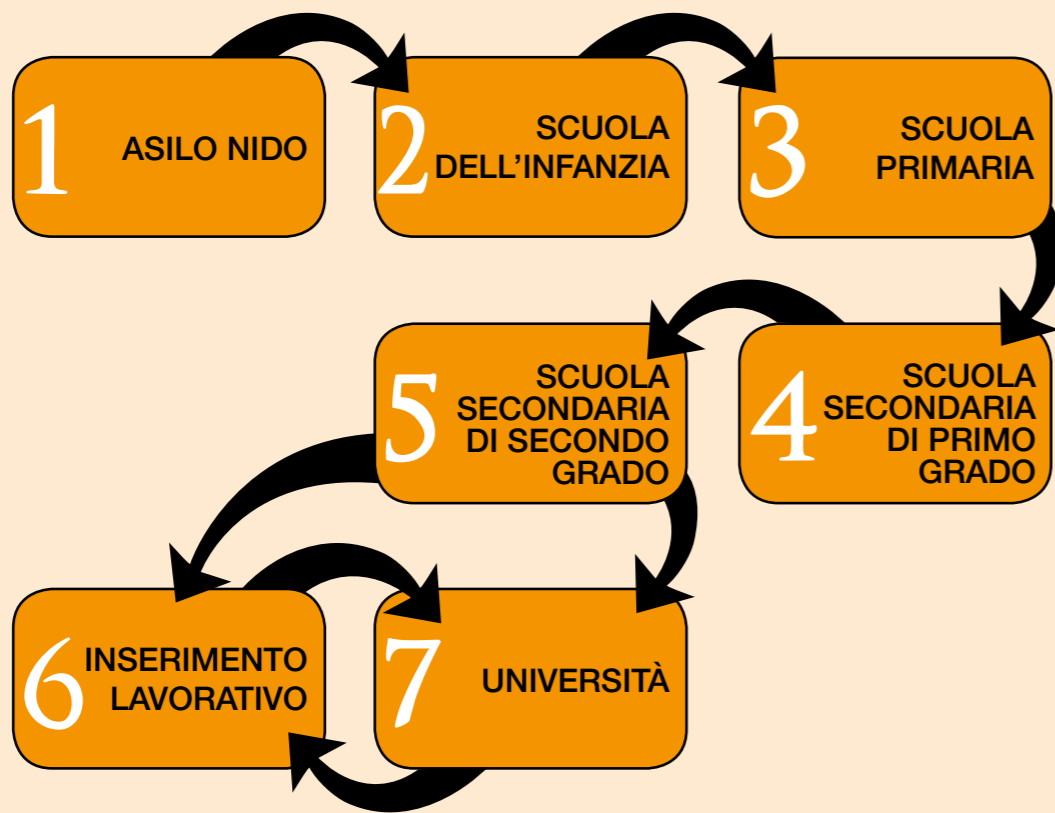 1 ASILO NIDO
2 SCUOLA
DELL'INFANZIA
3 SCUOLA
PRIMARIA
4 SCUOLA
SECONDARIA
DI PRIMO
GRADO
5 SCUOLA
SECONDARIA
DI SECONDO
GRADO
6 INSERIMENTO
LAVORATIVO
7 UNIVERSITÀ